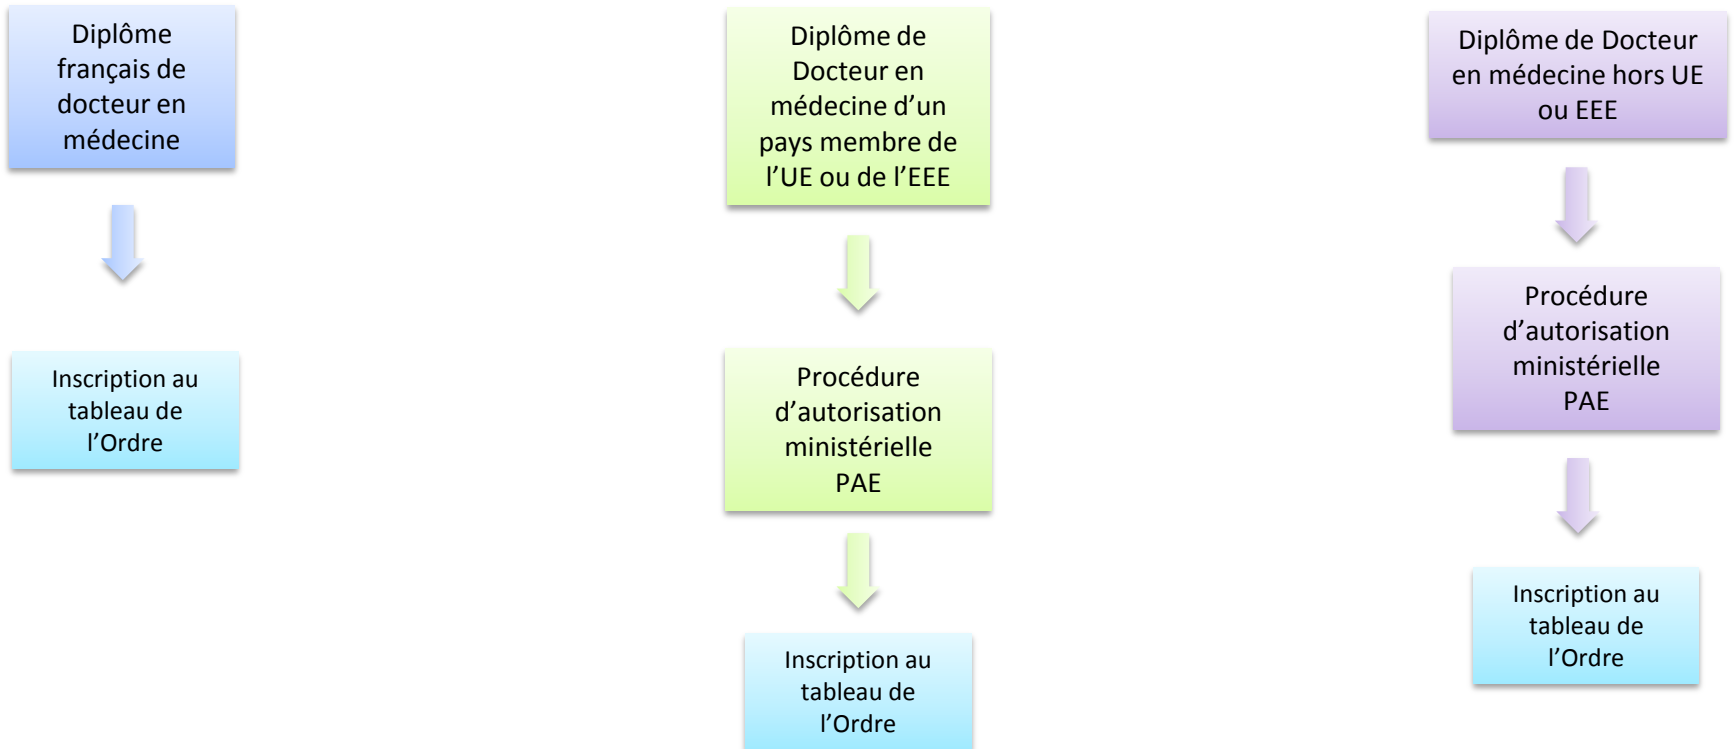 Diplôme
français de
docteur en
médecine
Inscription au
tableau de
l’Ordre
Diplôme de
Docteur en
médecine d’un
pays membre de
l’UE ou de l’EEE
Procédure
d’autorisation
ministérielle
PAE
Inscription au
tableau de
l’Ordre
Diplôme de Docteur
en médecine hors UE
ou EEE
Procédure
d’autorisation
ministérielle
PAE
Inscription au
tableau de
l’Ordre